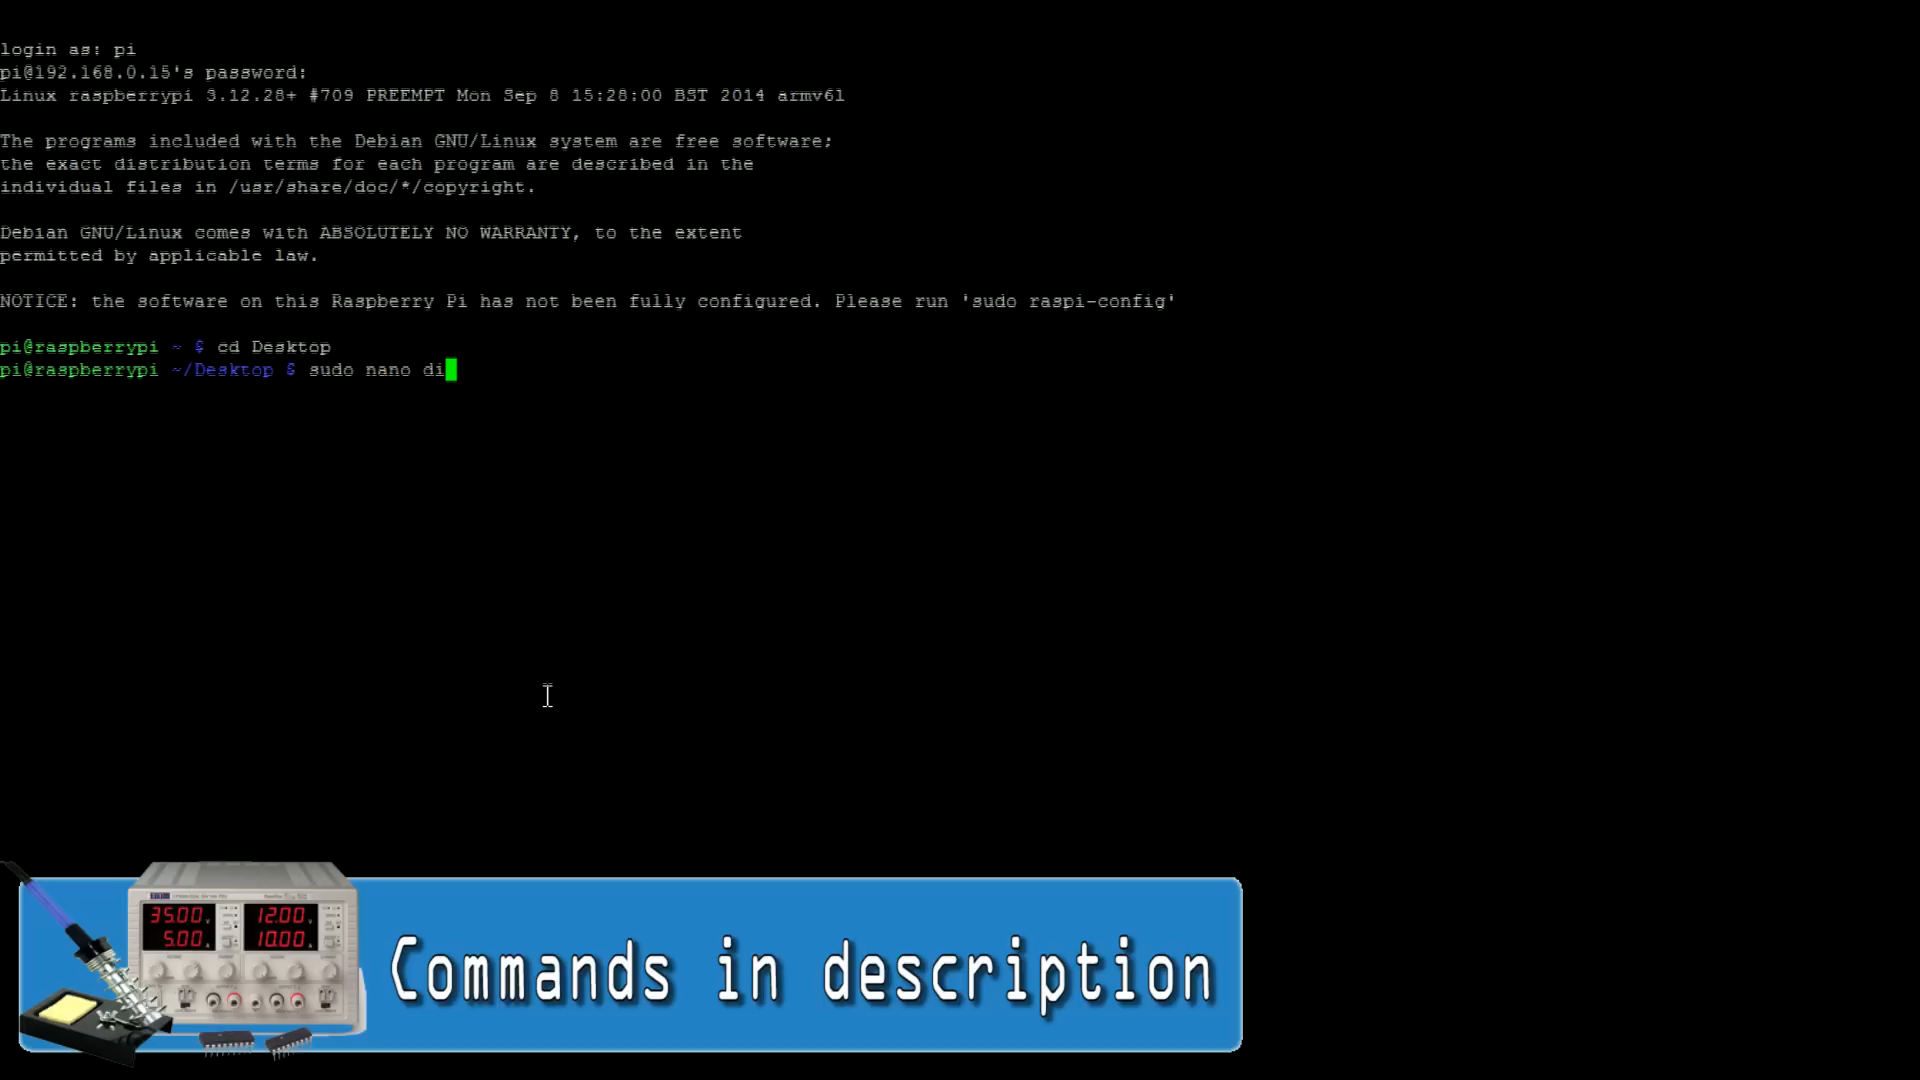 login as: pi
pi@192.168.0.15's password:
Linux raspberrypi 3.12.28+ #709 PREEMPT Mon Sep 8 15:28:00 BST 2014 armv6l
The programs included with the Debian GNU/Linux system are free software;
the exact distribution terms for each program are described in the
individual files in /usr/share/doc/*/copyright.
Debian GNU/Linux comes with ABSOLUTELY NO WARRANTY, to the extent
permitted by applicable law.
NOTICE: the software on this Raspberry Pi has not been fully configured. Please run 'sudo raspi-config'
pi@raspberrypi ~ $ cd Desktop
pi@raspberrypi ~/Desktop $ sudo nano di
35.00 12.00
5.00 10.00
Commands in description